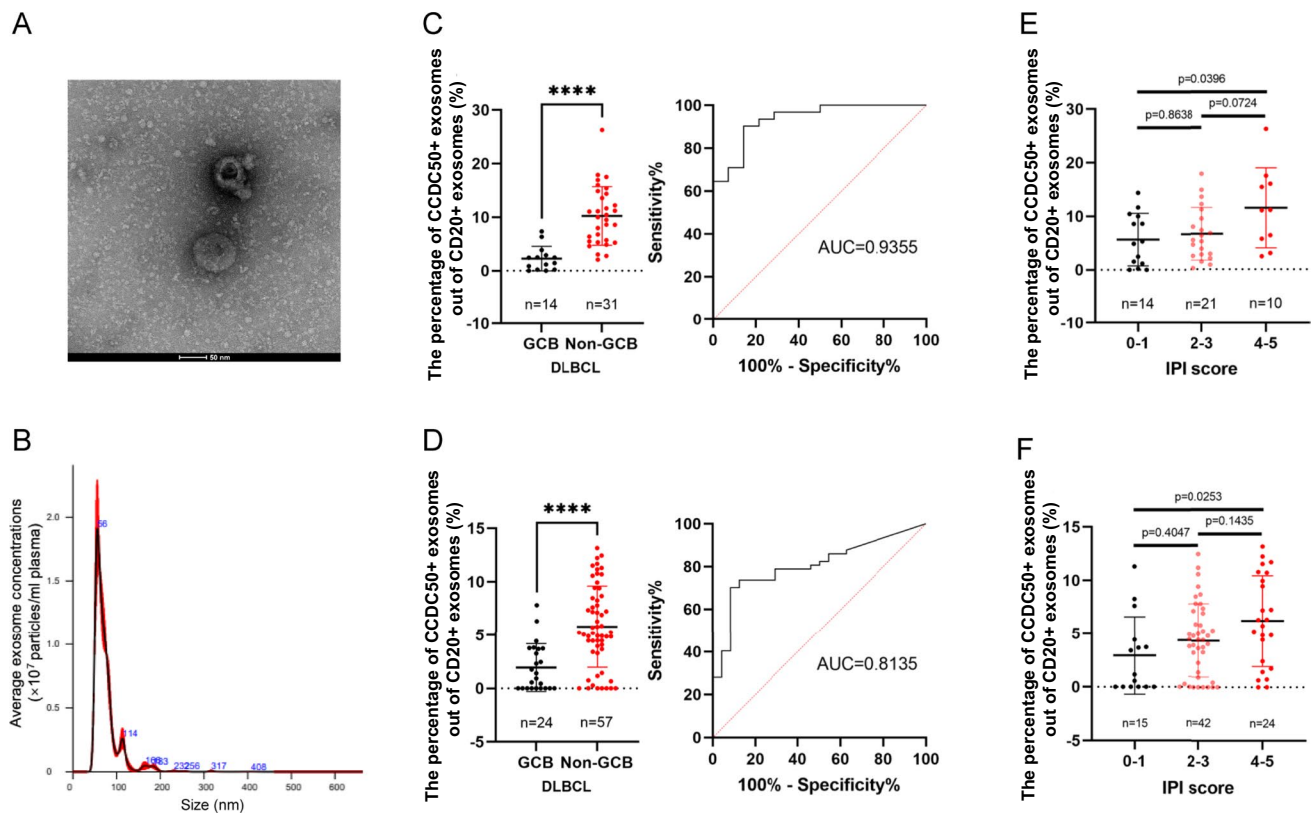 A
50 nm
B
Average exosome concentrations
(×10⁷ particles/ml plasma)
2.0
1.5
1.0
0.5
0
56
114
183
256
317
408
0 100 200 300 400 500 600
Size (nm)
C
The percentage of CCDC50+ exosomes
out of CD20+ exosomes (%)
30
20
10
0
-10
****
n=14 n=31
GCB Non-GCB
DLBCL
Sensitivity%
100
80
60
40
20
0
AUC=0.9355
0 20 40 60 80 100
100% - Specificity%
D
The percentage of CCDC50+ exosomes
out of CD20+ exosomes (%)
15
10
5
0
-5
****
n=24 n=57
GCB Non-GCB
DLBCL
Sensitivity%
100
80
60
40
20
0
AUC=0.8135
0 20 40 60 80 100
100% - Specificity%
E
The percentage of CCDC50+ exosomes
out of CD20+ exosomes (%)
30
20
10
0
-10
p=0.0396
p=0.8638 p=0.0724
n=14 n=21 n=10
0-1 2-3 4-5
IPI score
F
The percentage of CCDC50+ exosomes
out of CD20+ exosomes (%)
15
10
5
0
-5
p=0.0253
p=0.4047 p=0.1435
n=15 n=42 n=24
0-1 2-3 4-5
IPI score